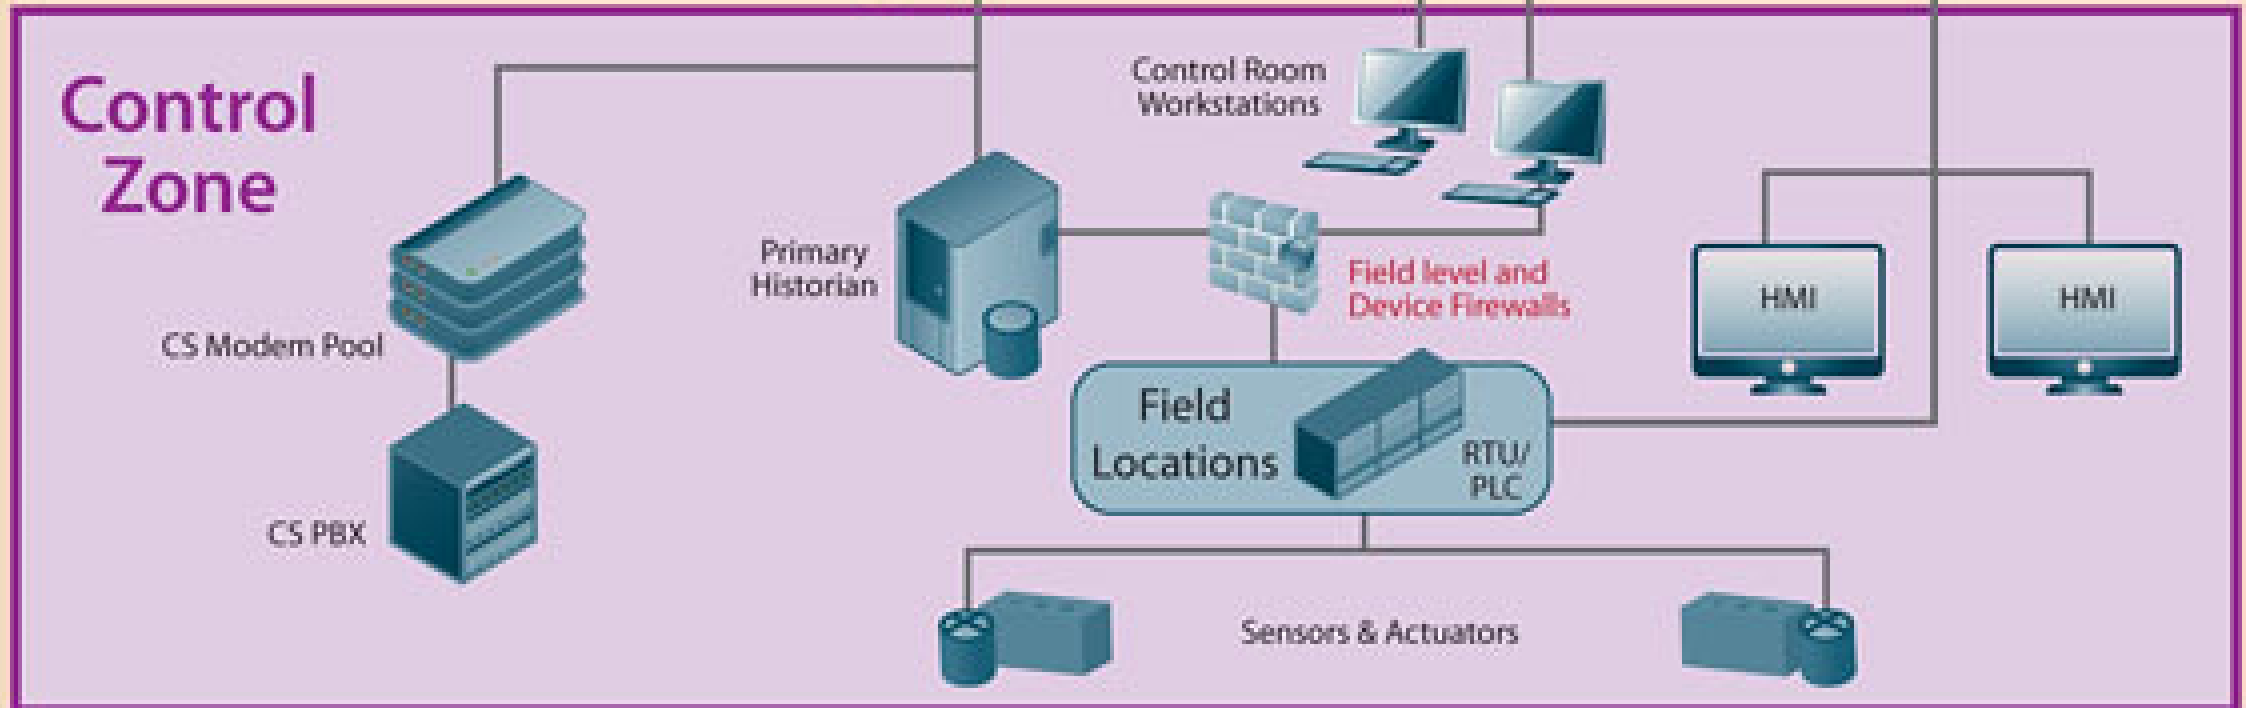 Control
Zone
Control Room
Workstations
Primary
Historian
Field level and
Device Firewalls
HMI
HMI
CS Modem Pool
Field
Locations
RTU/
PLC
CS PBX
Sensors & Actuators